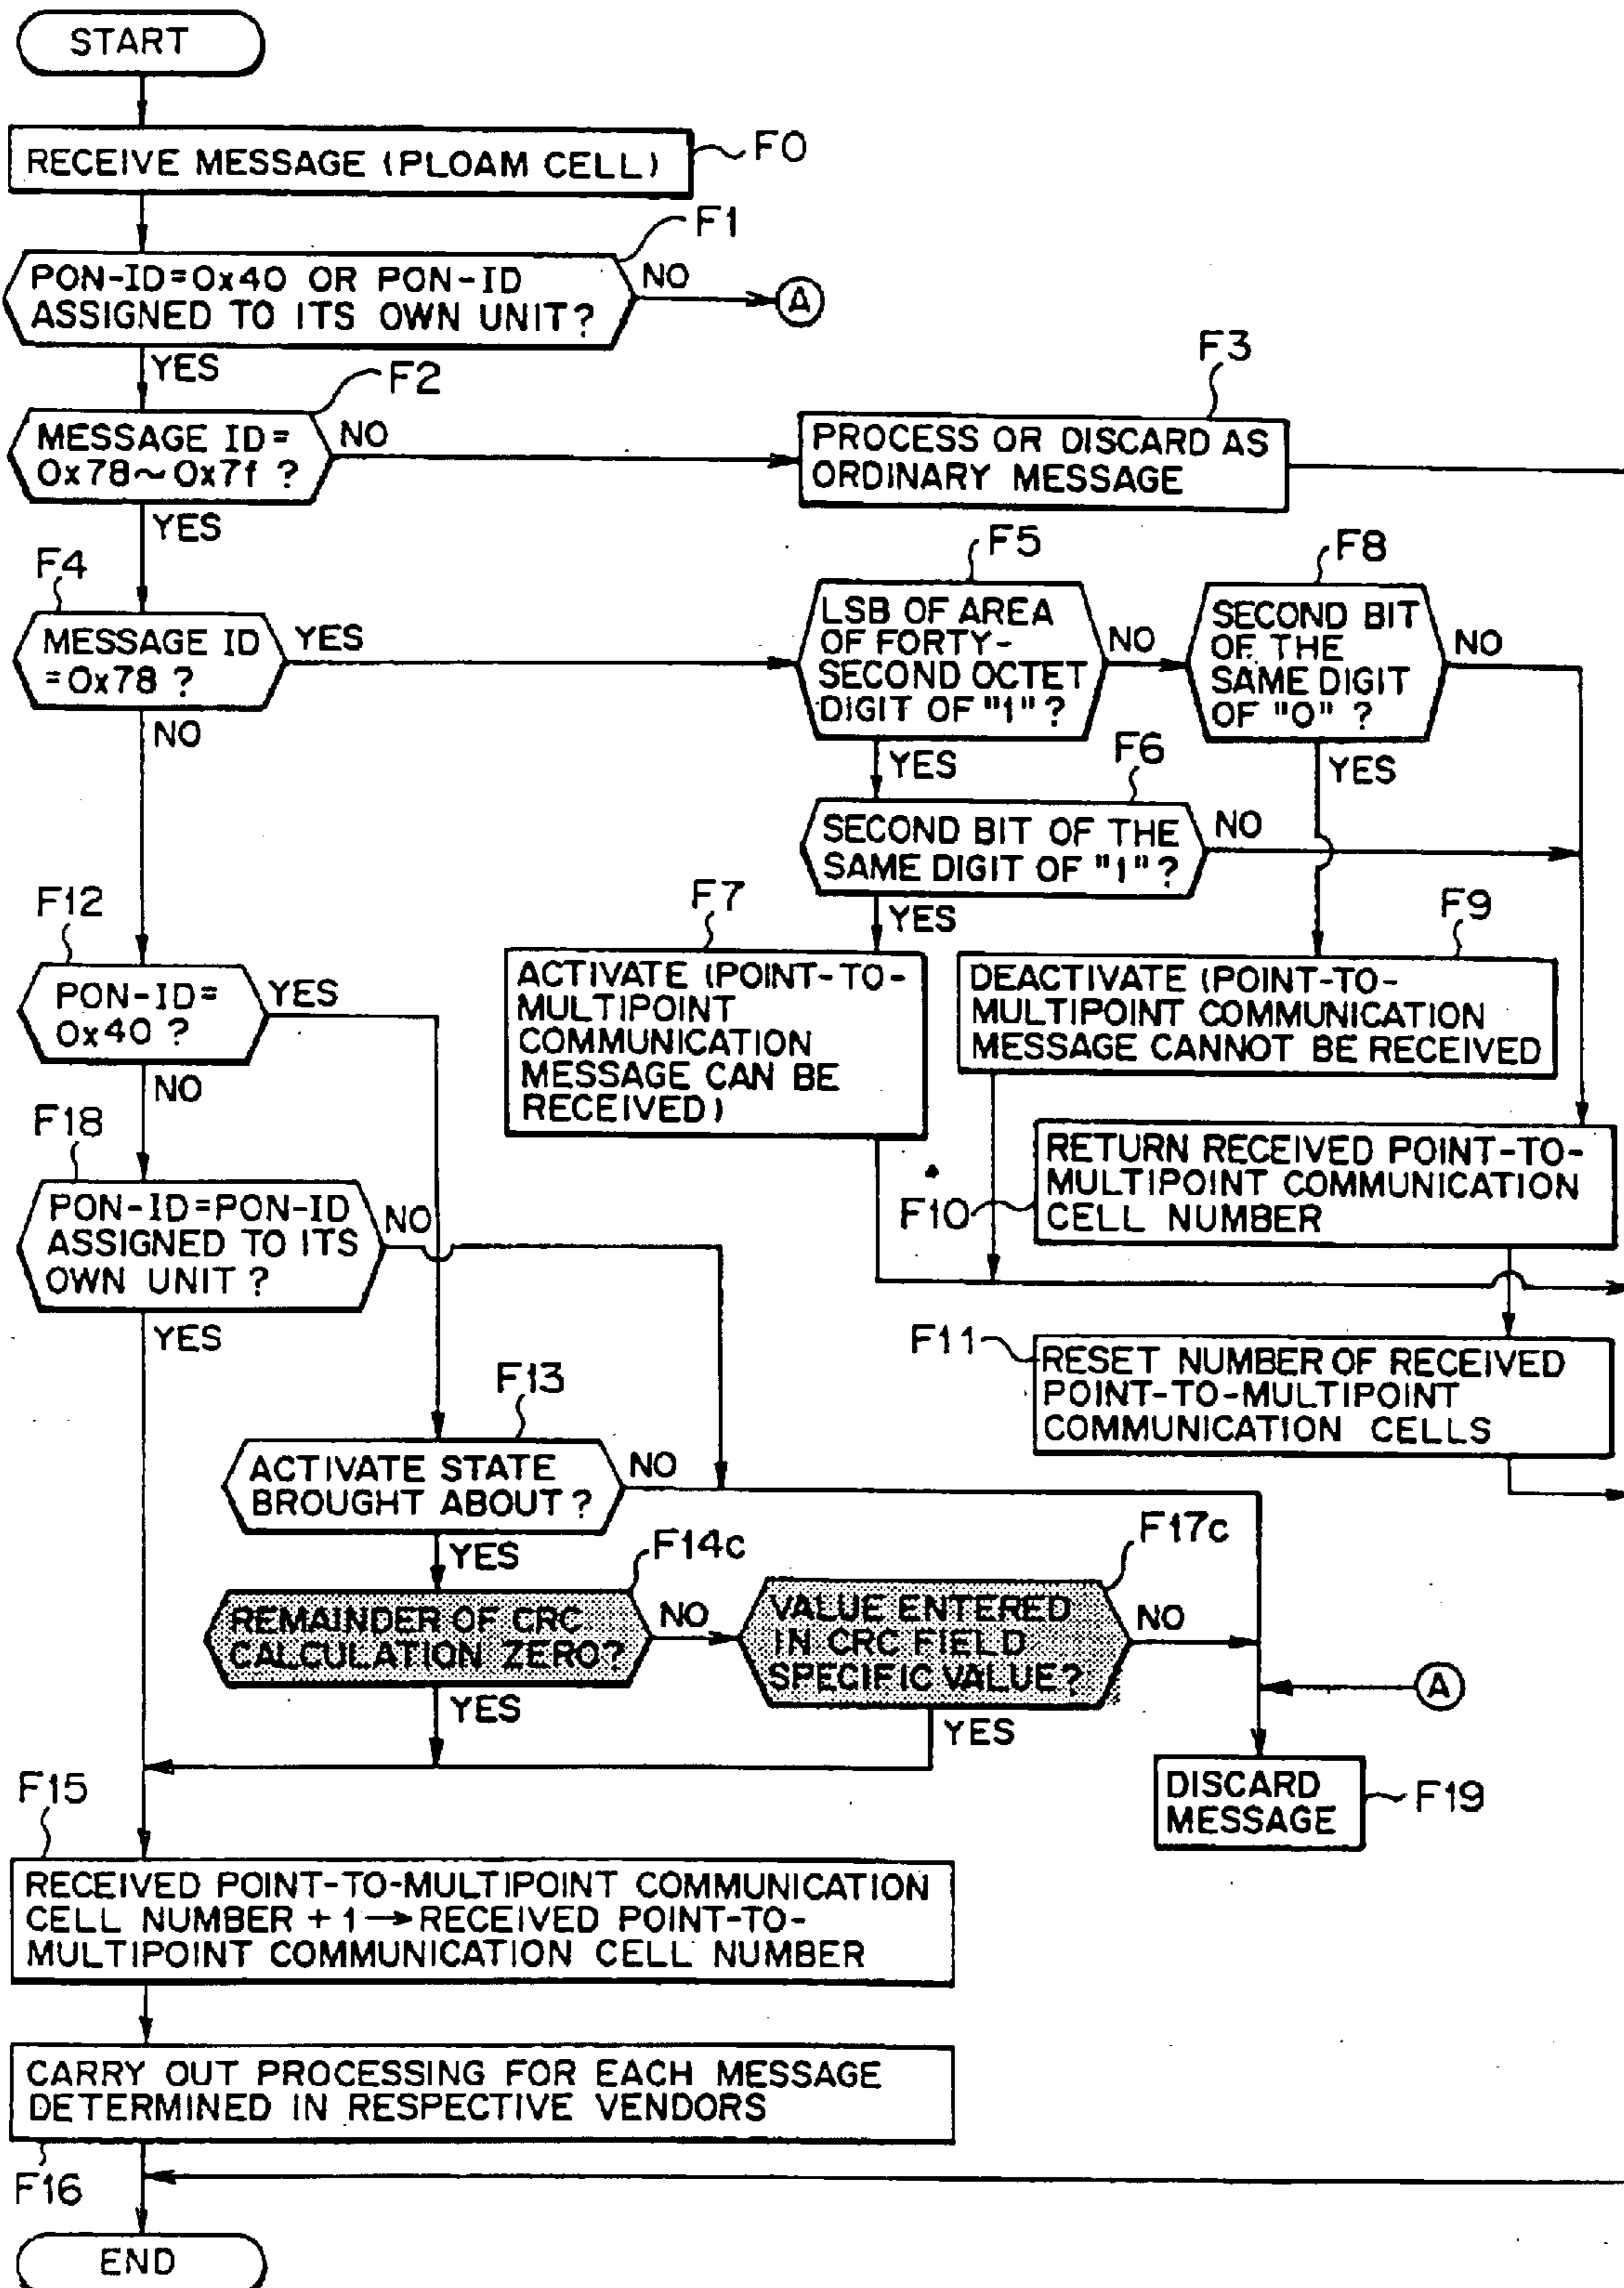 START
RECEIVE MESSAGE (PLOAM CELL)
F0
F1
PON-ID=0x40 OR PON-ID
ASSIGNED TO ITS OWN UNIT?
NO
A
YES
F2
MESSAGE ID=
0x78~0x7f ?
NO
F3
PROCESS OR DISCARD AS
ORDINARY MESSAGE
YES
F4
MESSAGE ID
=0x78 ?
YES
NO
F5
LSB OF AREA
OF FORTY-
SECOND OCTET
DIGIT OF "1"?
NO
YES
F8
SECOND BIT
OF THE
SAME DIGIT
OF "0" ?
NO
YES
F6
SECOND BIT OF THE
SAME DIGIT OF "1"?
NO
YES
F7
ACTIVATE (POINT-TO-
MULTIPOINT
COMMUNICATION
MESSAGE CAN BE
RECEIVED)
F9
DEACTIVATE (POINT-TO-
MULTIPOINT COMMUNICATION
MESSAGE CANNOT BE RECEIVED
F10
RETURN RECEIVED POINT-TO-
MULTIPOINT COMMUNICATION
CELL NUMBER
F11
RESET NUMBER OF RECEIVED
POINT-TO-MULTIPOINT
COMMUNICATION CELLS
F12
PON-ID=
0x40 ?
YES
NO
F18
PON-ID=PON-ID
ASSIGNED TO ITS
OWN UNIT ?
NO
YES
F13
ACTIVATE STATE
BROUGHT ABOUT?
NO
YES
F14c
REMAINDER OF CRC
CALCULATION ZERO?
NO
YES
F17c
VALUE ENTERED
IN CRC FIELD
SPECIFIC VALUE?
NO
YES
A
DISCARD
MESSAGE
F19
F15
RECEIVED POINT-TO-MULTIPOINT COMMUNICATION
CELL NUMBER + 1→RECEIVED POINT-TO-
MULTIPOINT COMMUNICATION CELL NUMBER
CARRY OUT PROCESSING FOR EACH MESSAGE
DETERMINED IN RESPECTIVE VENDORS
F16
END